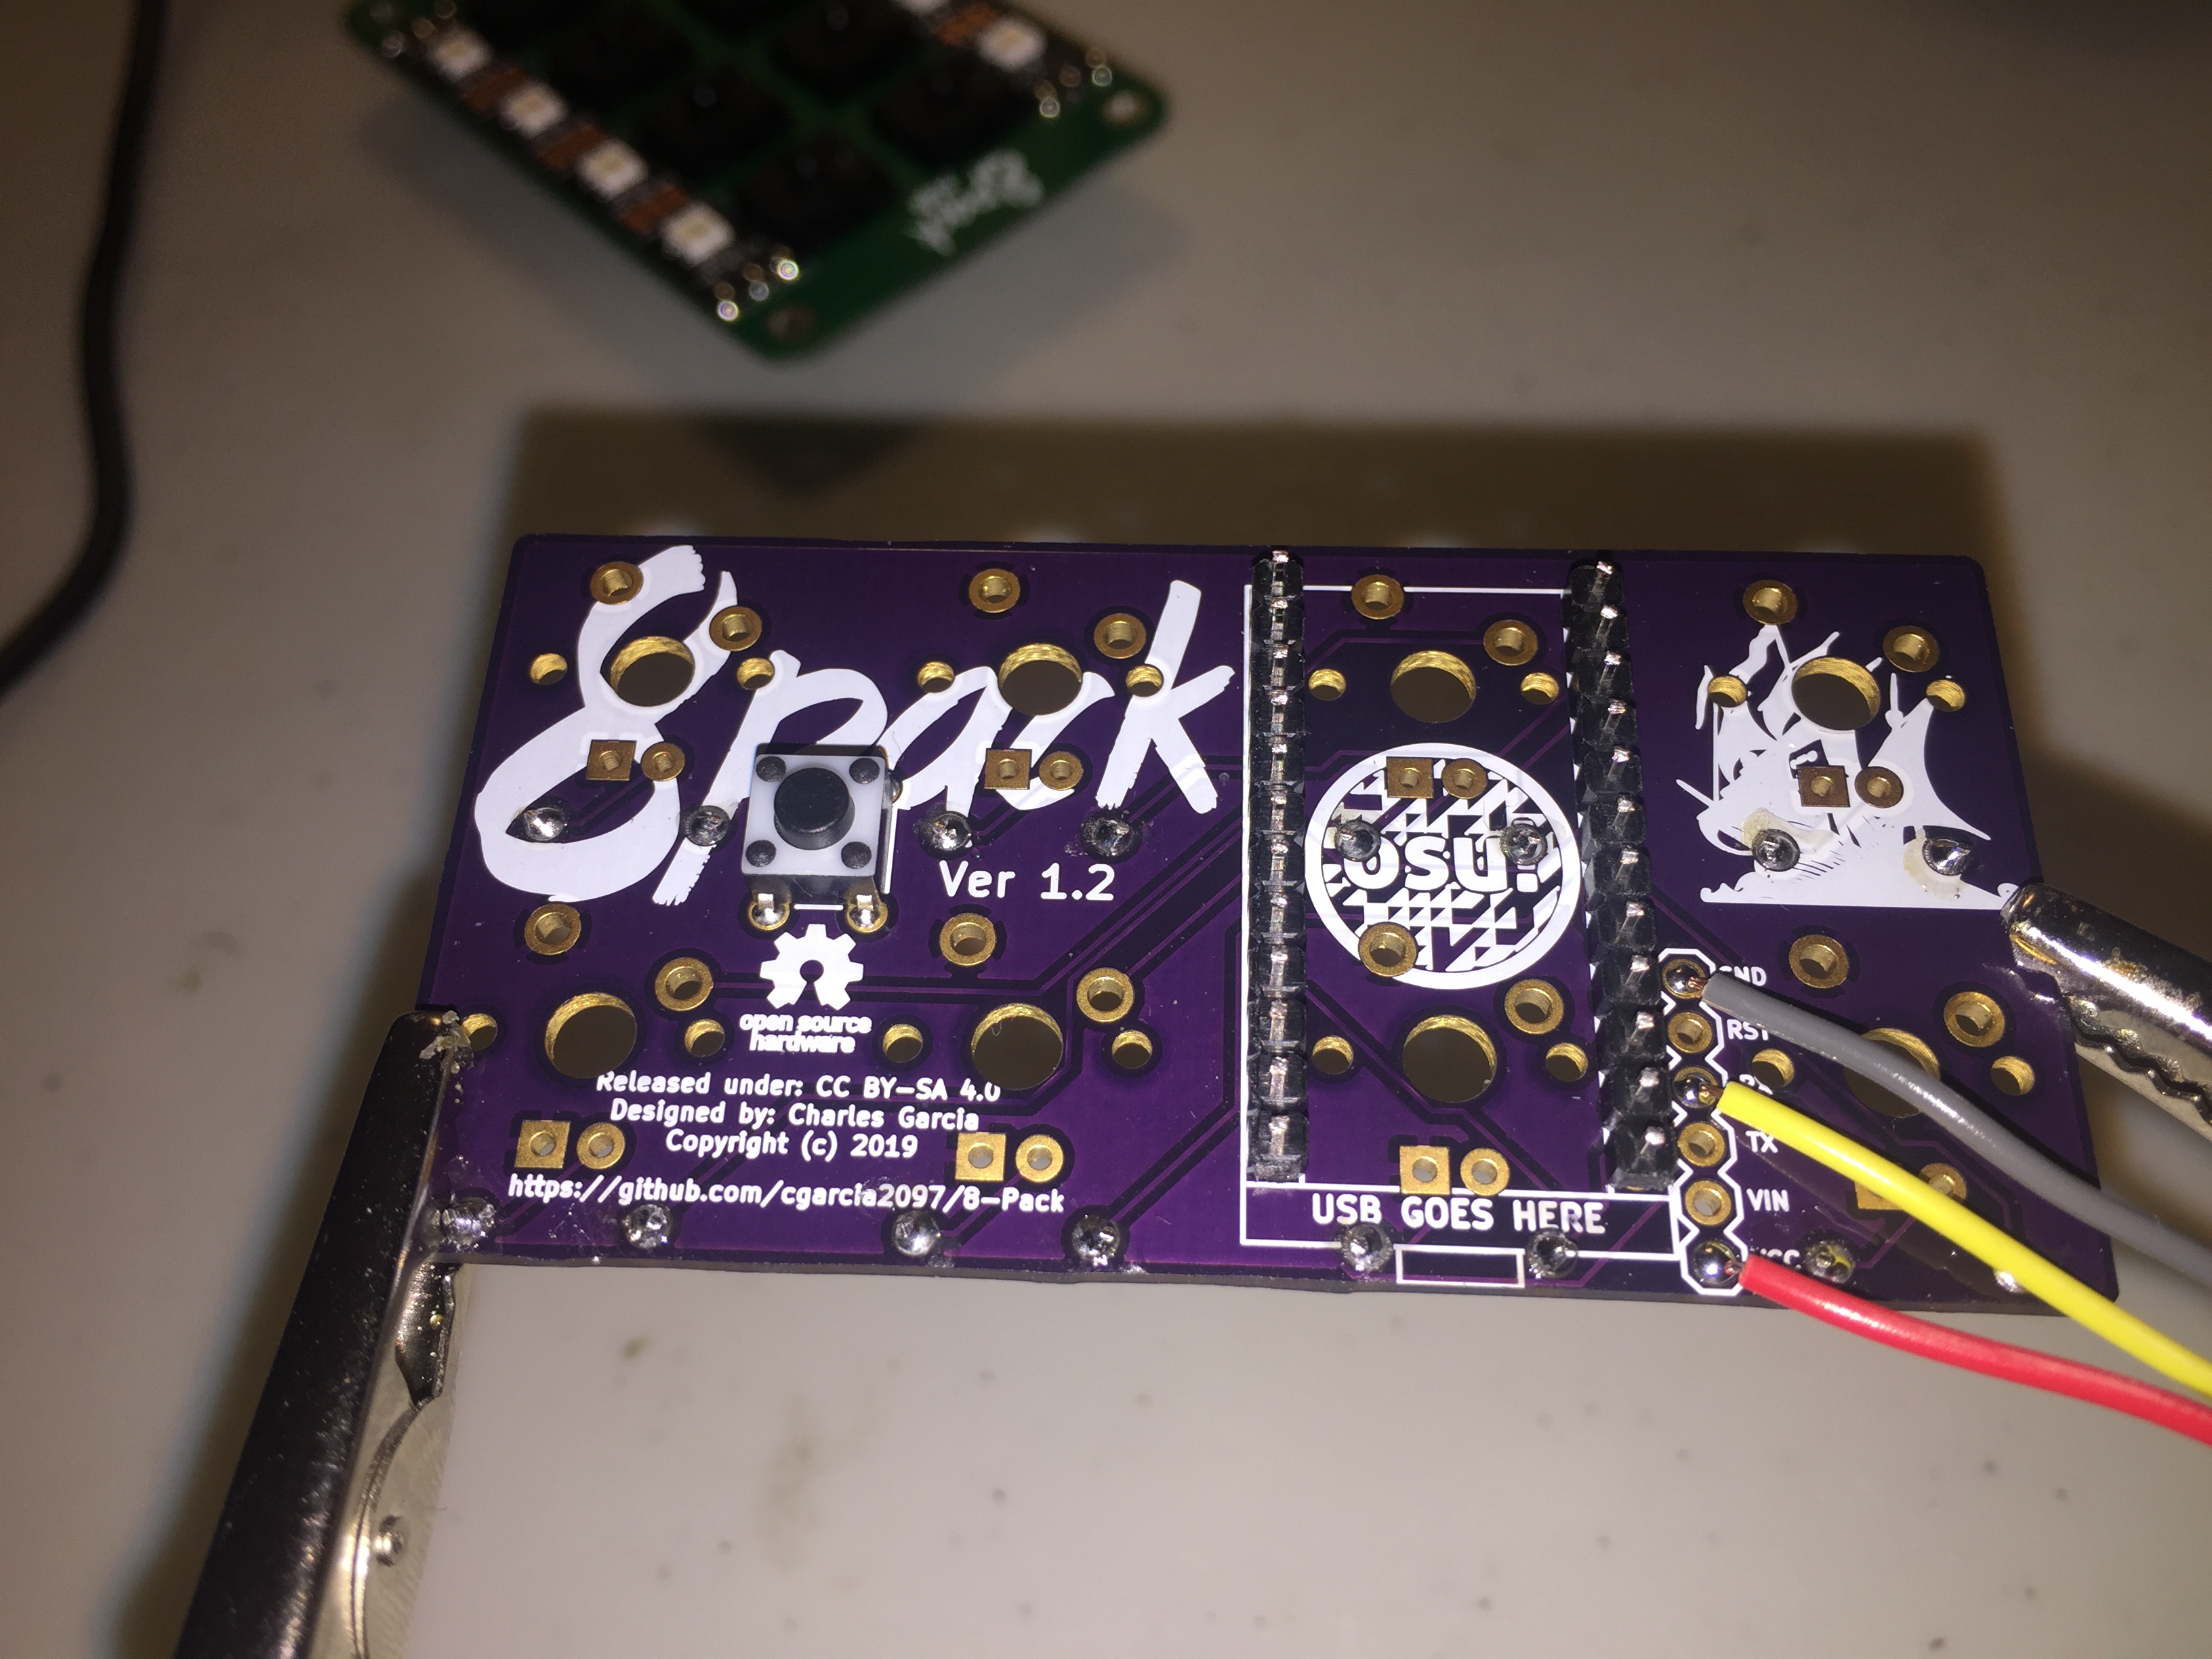 8pack
Ver 1.2
osu!
open source
hardware
Released under: CC BY-SA 4.0
Designed by: Charles Garcia
Copyright (c) 2019
https://github.com/cgarcia2097/8-Pack
USB GOES HERE
GND
RST
TX
VIN
VCC